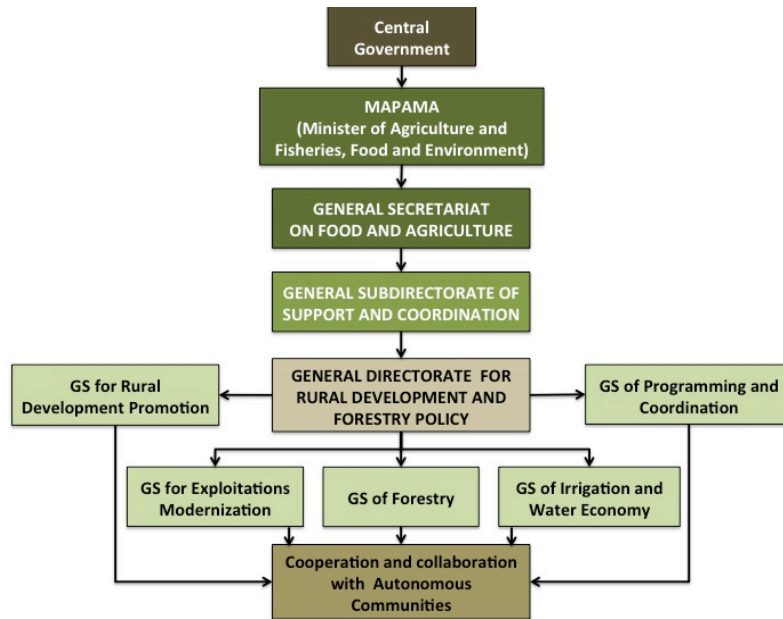 Central
Government
MAPAMA
(Minister of Agriculture and
Fisheries, Food and Environment)
GENERAL SECRETARIAT
ON FOOD AND AGRICULTURE
GENERAL SUBDIRECTORATE OF
SUPPORT AND COORDINATION
GS for Rural
Development Promotion
GENERAL DIRECTORATE FOR
RURAL DEVELOPMENT AND
FORESTRY POLICY
GS of Programming and
Coordination
GS for Exploitations
Modernization
GS of Forestry
GS of Irrigation and
Water Economy
Cooperation and collaboration
with Autonomous
Communities